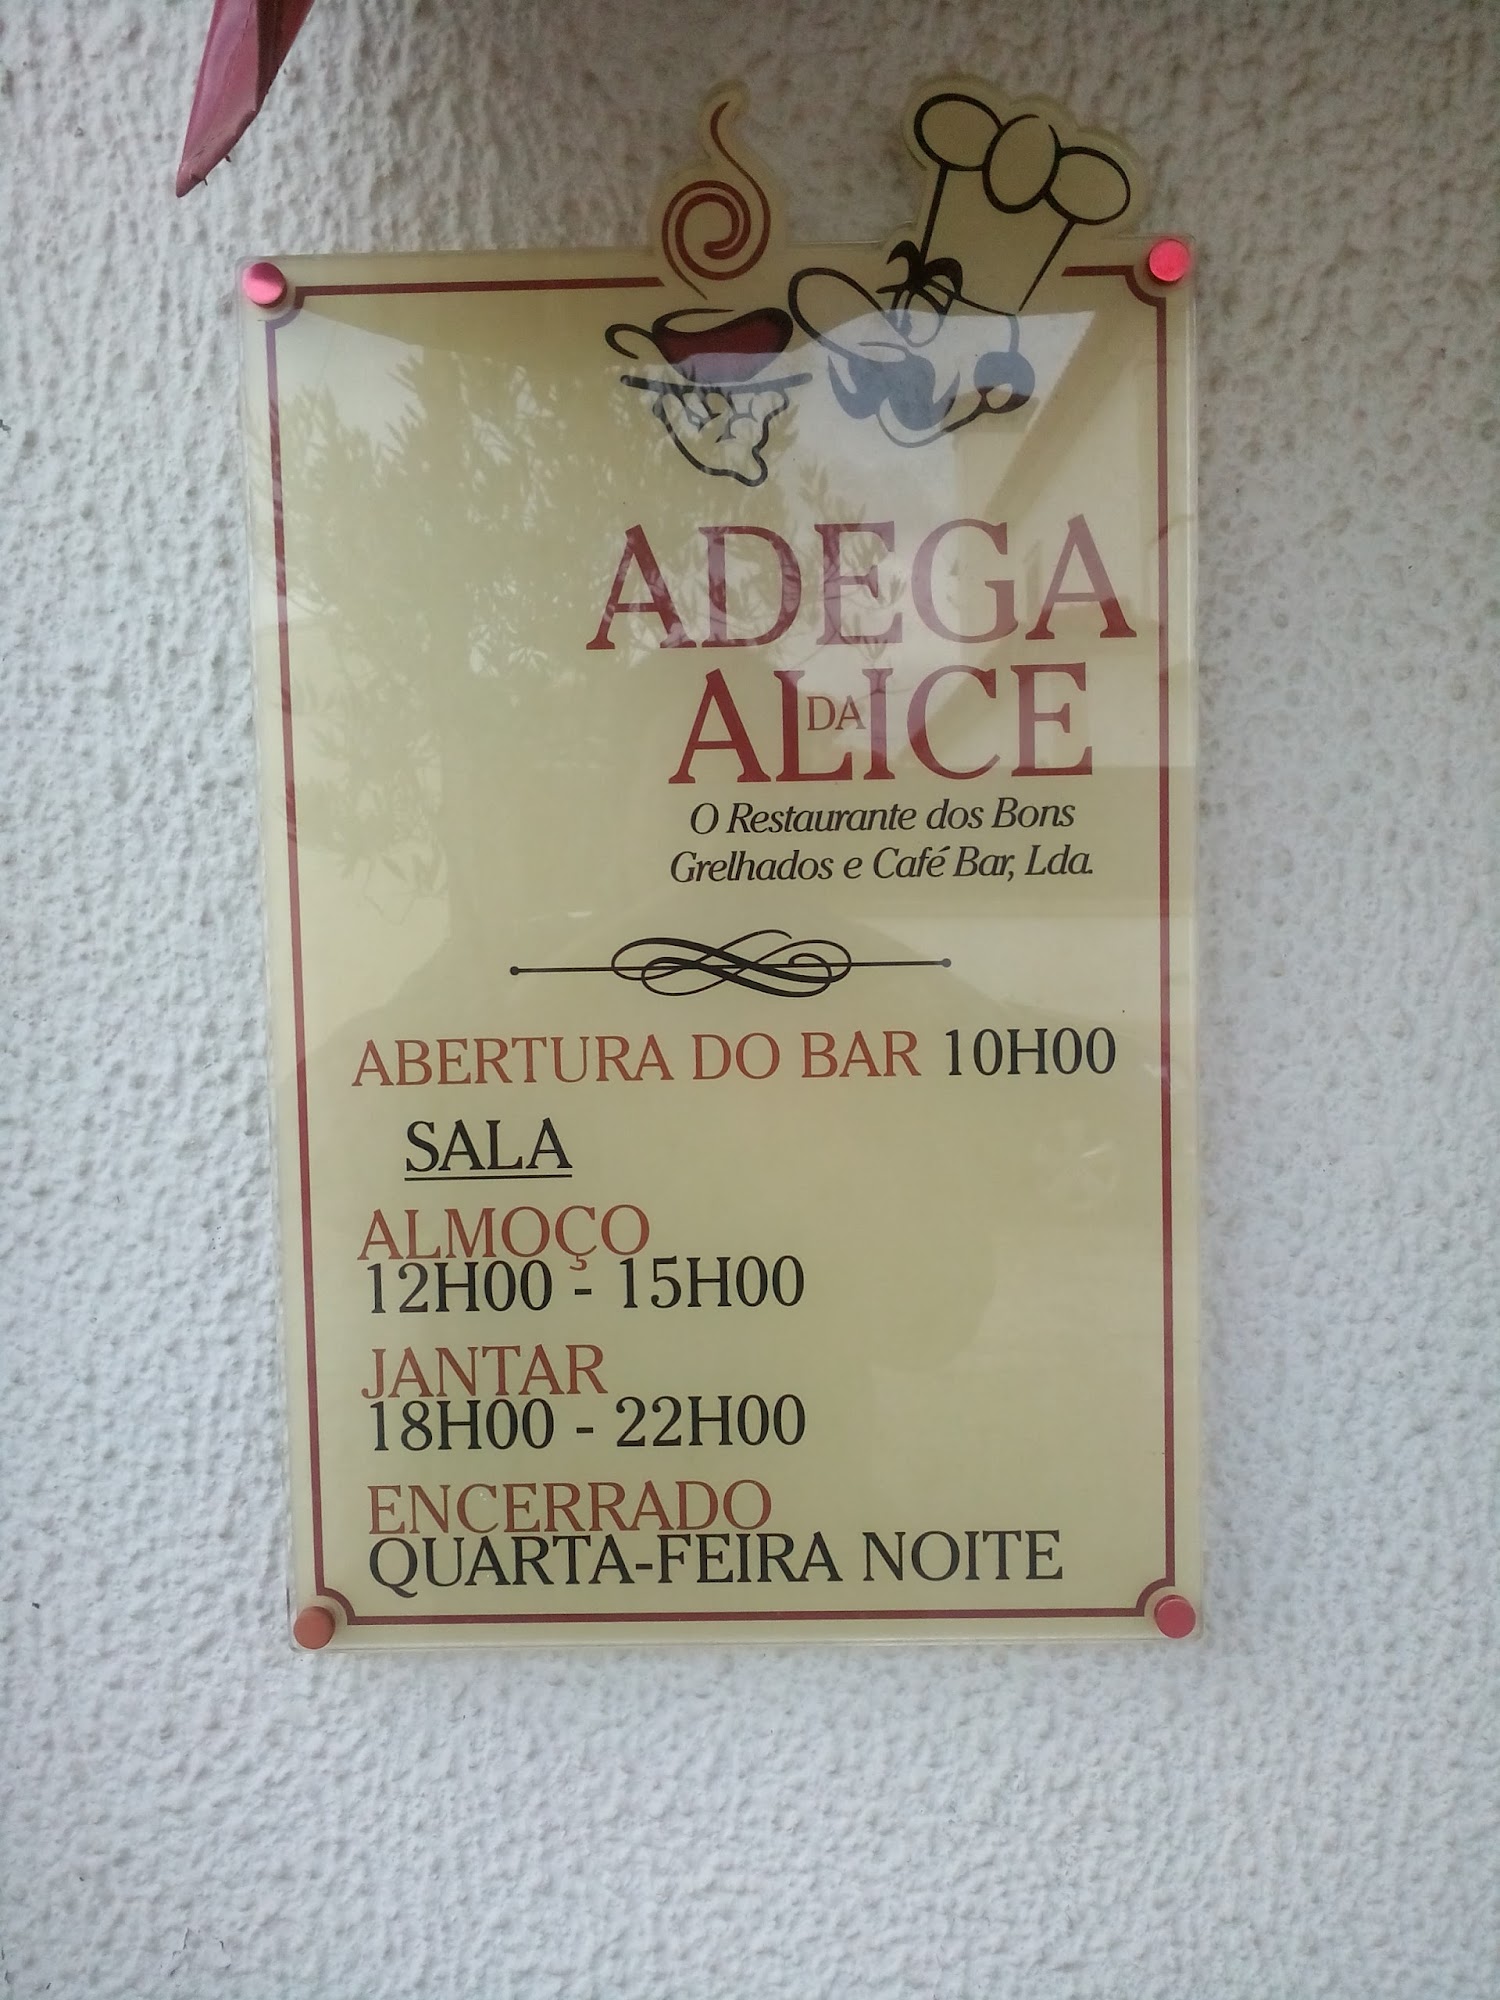 ADEGA
DA
ALICE
O Restaurante dos Bons
Grelhados e Café Bar, Lda.
ABERTURA DO BAR 10H00
SALA
ALMOÇO
12H00 - 15H00
JANTAR
18H00 - 22H00
ENCERRADO
QUARTA-FEIRA NOITE